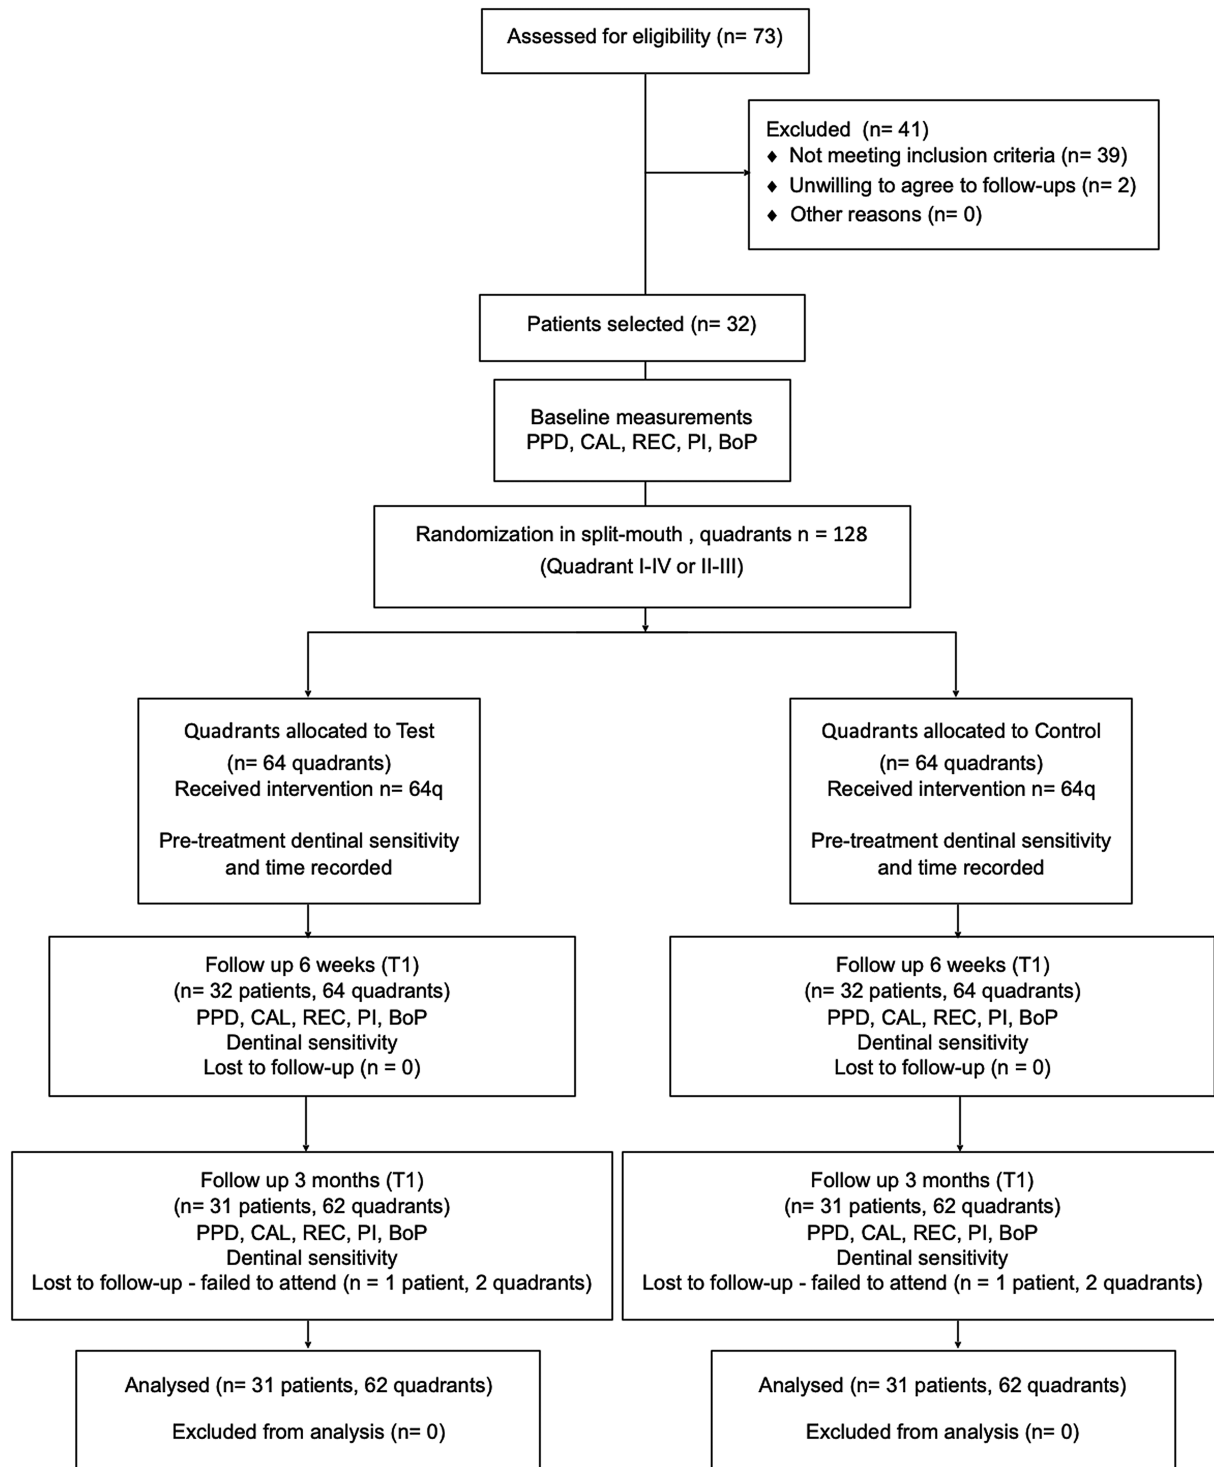 Assessed for eligibility (n= 73)
Excluded  (n= 41)
♦ Not meeting inclusion criteria (n= 39)
♦ Unwilling to agree to follow-ups (n= 2)
♦ Other reasons (n= 0)
Patients selected (n= 32)
Baseline measurements
PPD, CAL, REC, PI, BoP
Randomization in split-mouth , quadrants n = 128
(Quadrant I-IV or II-III)
Quadrants allocated to Test
(n= 64 quadrants)
Received intervention n= 64q
Pre-treatment dentinal sensitivity
and time recorded
Quadrants allocated to Control
(n= 64 quadrants)
Received intervention n= 64q
Pre-treatment dentinal sensitivity
and time recorded
Follow up 6 weeks (T1)
(n= 32 patients, 64 quadrants)
PPD, CAL, REC, PI, BoP
Dentinal sensitivity
Lost to follow-up (n = 0)
Follow up 6 weeks (T1)
(n= 32 patients, 64 quadrants)
PPD, CAL, REC, PI, BoP
Dentinal sensitivity
Lost to follow-up (n = 0)
Follow up 3 months (T1)
(n= 31 patients, 62 quadrants)
PPD, CAL, REC, PI, BoP
Dentinal sensitivity
Lost to follow-up - failed to attend (n = 1 patient, 2 quadrants)
Follow up 3 months (T1)
(n= 31 patients, 62 quadrants)
PPD, CAL, REC, PI, BoP
Dentinal sensitivity
Lost to follow-up - failed to attend (n = 1 patient, 2 quadrants)
Analysed (n= 31 patients, 62 quadrants)
Excluded from analysis (n= 0)
Analysed (n= 31 patients, 62 quadrants)
Excluded from analysis (n= 0)